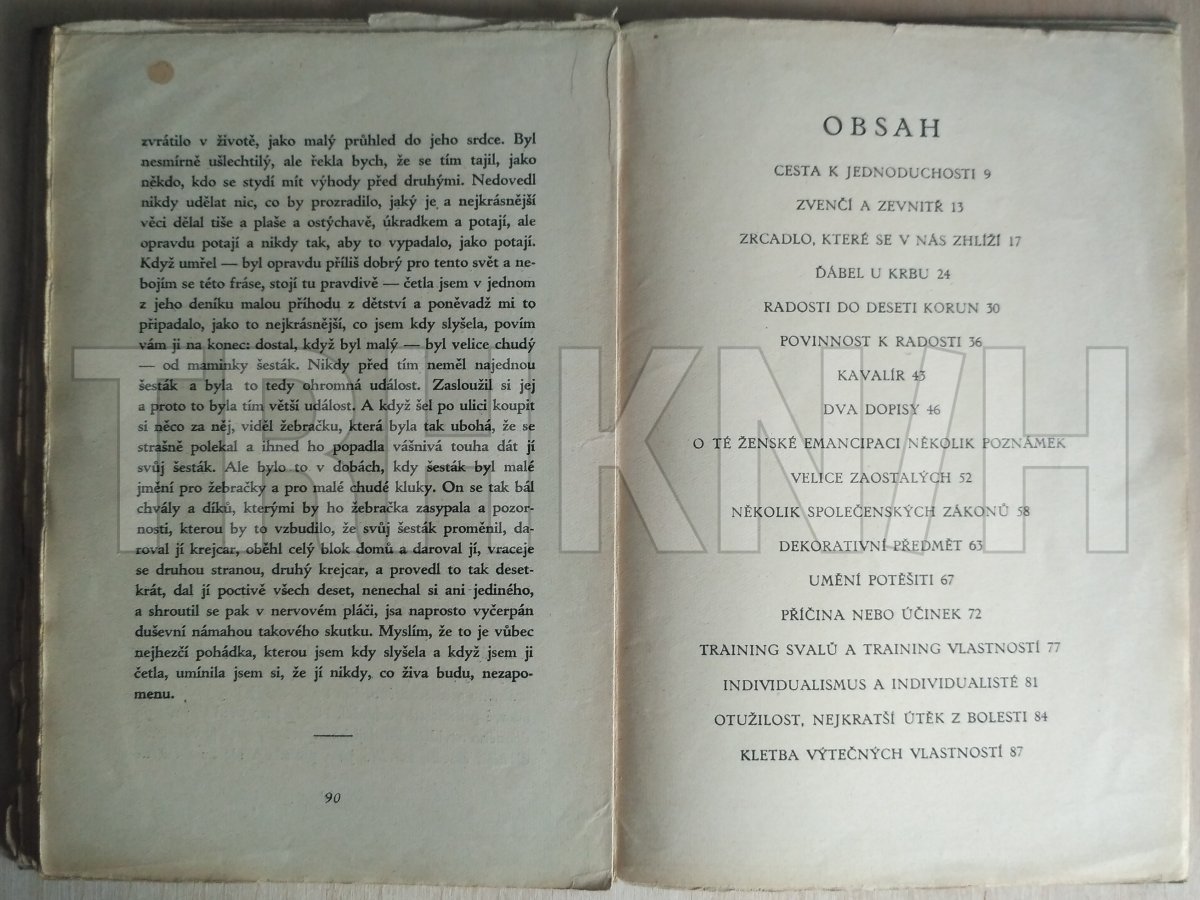 zvrátilo v životě, jako malý průhled do jeho srdce. Byl
nesmírně ušlechtilý, ale řekla bych, že se tím tajil, jako
někdo, kdo se stydí mít výhody před druhými. Nedovedl
nikdy udělat nic, co by prozradilo, jaký je a nejkrásnější
věci dělal tiše a plaše a ostýchavě, úkradkem a potají, ale
opravdu potají a nikdy tak, aby to vypadalo, jako potají.
Když umřel — byl opravdu příliš dobrý pro tento svět a ne-
bojím se této fráse, stojí tu pravdivě — četla jsem v jednom
z jeho deníku malou příhodu z dětství a poněvadž mi to
připadalo, jako to nejkrásnější, co jsem kdy slyšela, povím
vám ji na konec: dostal, když byl malý — byl velice chudý
— od maminky šesták. Nikdy před tím neměl najednou
šesták a byla to tedy ohromná událost. Zasloužil si jej
a proto to byla tím větší událost. A když šel po ulici koupit
si něco za něj, viděl žebračku, která byla tak ubohá, že se
strašně polekal a ihned ho popadla vášnivá touha dát jí
svůj šesták. Ale bylo to v dobách, kdy šesták byl malé
jmění pro žebračky a pro malé chudé kluky. On se tak bál
chvály a díků, kterými by ho žebračka zasypala a pozor-
nosti, kterou by to vzbudilo, že svůj šesták proměnil, da-
roval jí krejcar, oběhl celý blok domů a daroval jí, vraceje
se druhou stranou, druhý krejcar, a provedl to tak deset-
krát, dal jí poctivě všech deset, nenechal si ani jediného,
a shroutil se pak v nervovém pláči, jsa naprosto vyčerpán
duševní námahou takového skutku. Myslím, že to je vůbec
nejhezčí pohádka, kterou jsem kdy slyšela a když jsem ji
četla, umínila jsem si, že jí nikdy, co živa budu, nezapo-
menu.
90
OBSAH
CESTA K JEDNODUCHOSTI 9
ZVENČÍ A ZEVNITŘ 13
ZRCADLO, KTERÉ SE V NÁS ZHLÍŽÍ 17
ĎÁBEL U KRBU 24
RADOSTI DO DESETI KORUN 30
POVINNOST K RADOSTI 36
KAVALÍR 43
DVA DOPISY 46
O TÉ ŽENSKÉ EMANCIPACI NĚKOLIK POZNÁMEK
VELICE ZAOSTALÝCH 52
NĚKOLIK SPOLEČENSKÝCH ZÁKONŮ 58
DEKORATIVNÍ PŘEDMĚT 63
UMĚNÍ POTĚŠITI 67
PŘÍČINA NEBO ÚČINEK 72
TRAINING SVALŮ A TRAINING VLASTNOSTÍ 77
INDIVIDUALISMUS A INDIVIDUALISTÉ 81
OTUŽILOST, NEJKRATŠÍ ÚTĚK Z BOLESTI 84
KLETBA VÝTEČNÝCH VLASTNOSTÍ 87